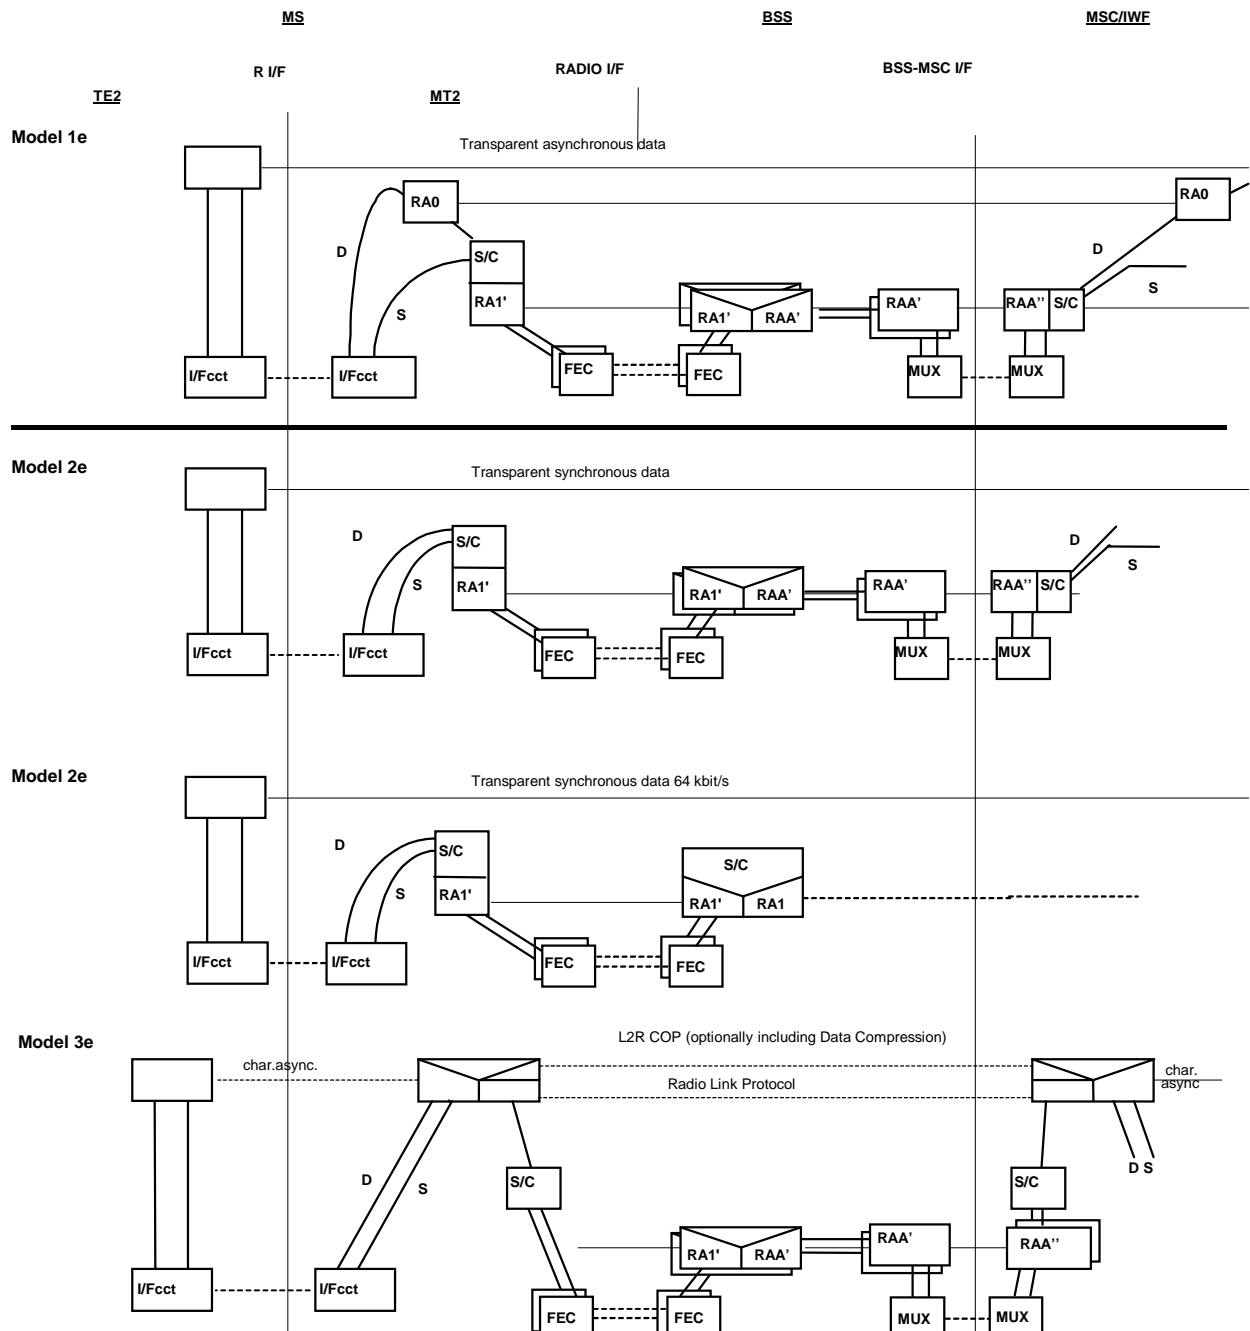 MS BSS MSC/IWF
R I/F RADIO I/F BSS-MSC I/F
TE2 MT2
Model 1e
Transparent asynchronous data
RA0 RA0
D S/C D
S RA1' RA1’ RAA’ RAA’ RAA’’ S/C S
I/Fcct I/Fcct FEC FEC MUX MUX
Model 2e
Transparent synchronous data
D S/C D
S RA1' RA1' RAA’ RAA’ RAA’’ S/C S
I/Fcct I/Fcct FEC FEC MUX MUX
Model 2e
Transparent synchronous data 64 kbit/s
D S/C S/C
S RA1' RA1' RA1
I/Fcct I/Fcct FEC FEC
Model 3e
L2R COP (optionally including Data Compression)
char.async. char.
Radio Link Protocol async
D S S/C S/C D S
RA1' RAA’ RAA’ RAA’’
I/Fcct I/Fcct FEC FEC MUX MUX